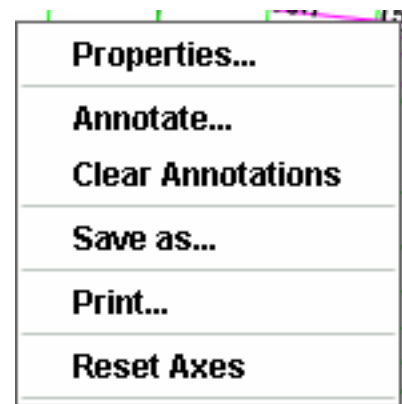 Properties...
Annotate...
Clear Annotations
Save as...
Print...
Reset Axes